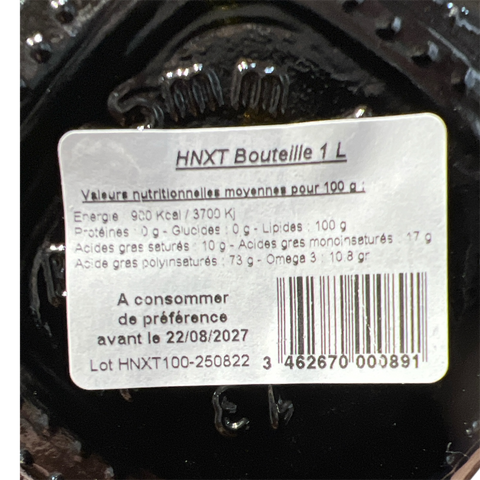 HNXT Bouteille 1 L
Valeurs nutritionnelles moyennes pour 100 g :
Energie 900 Kcal / 3700 Kj
Protéines : 0 g - Glucides : 0 g - Lipides : 100 g
Acides gras saturés : 10 g - Acides gras monoinsaturés : 17 g
Acide gras polyinsaturés : 73 g - Omega 3 : 10.8 gr
A consommer
de préférence
avant le 22/08/2027
Lot HNXT100-250822
3 462670 000891